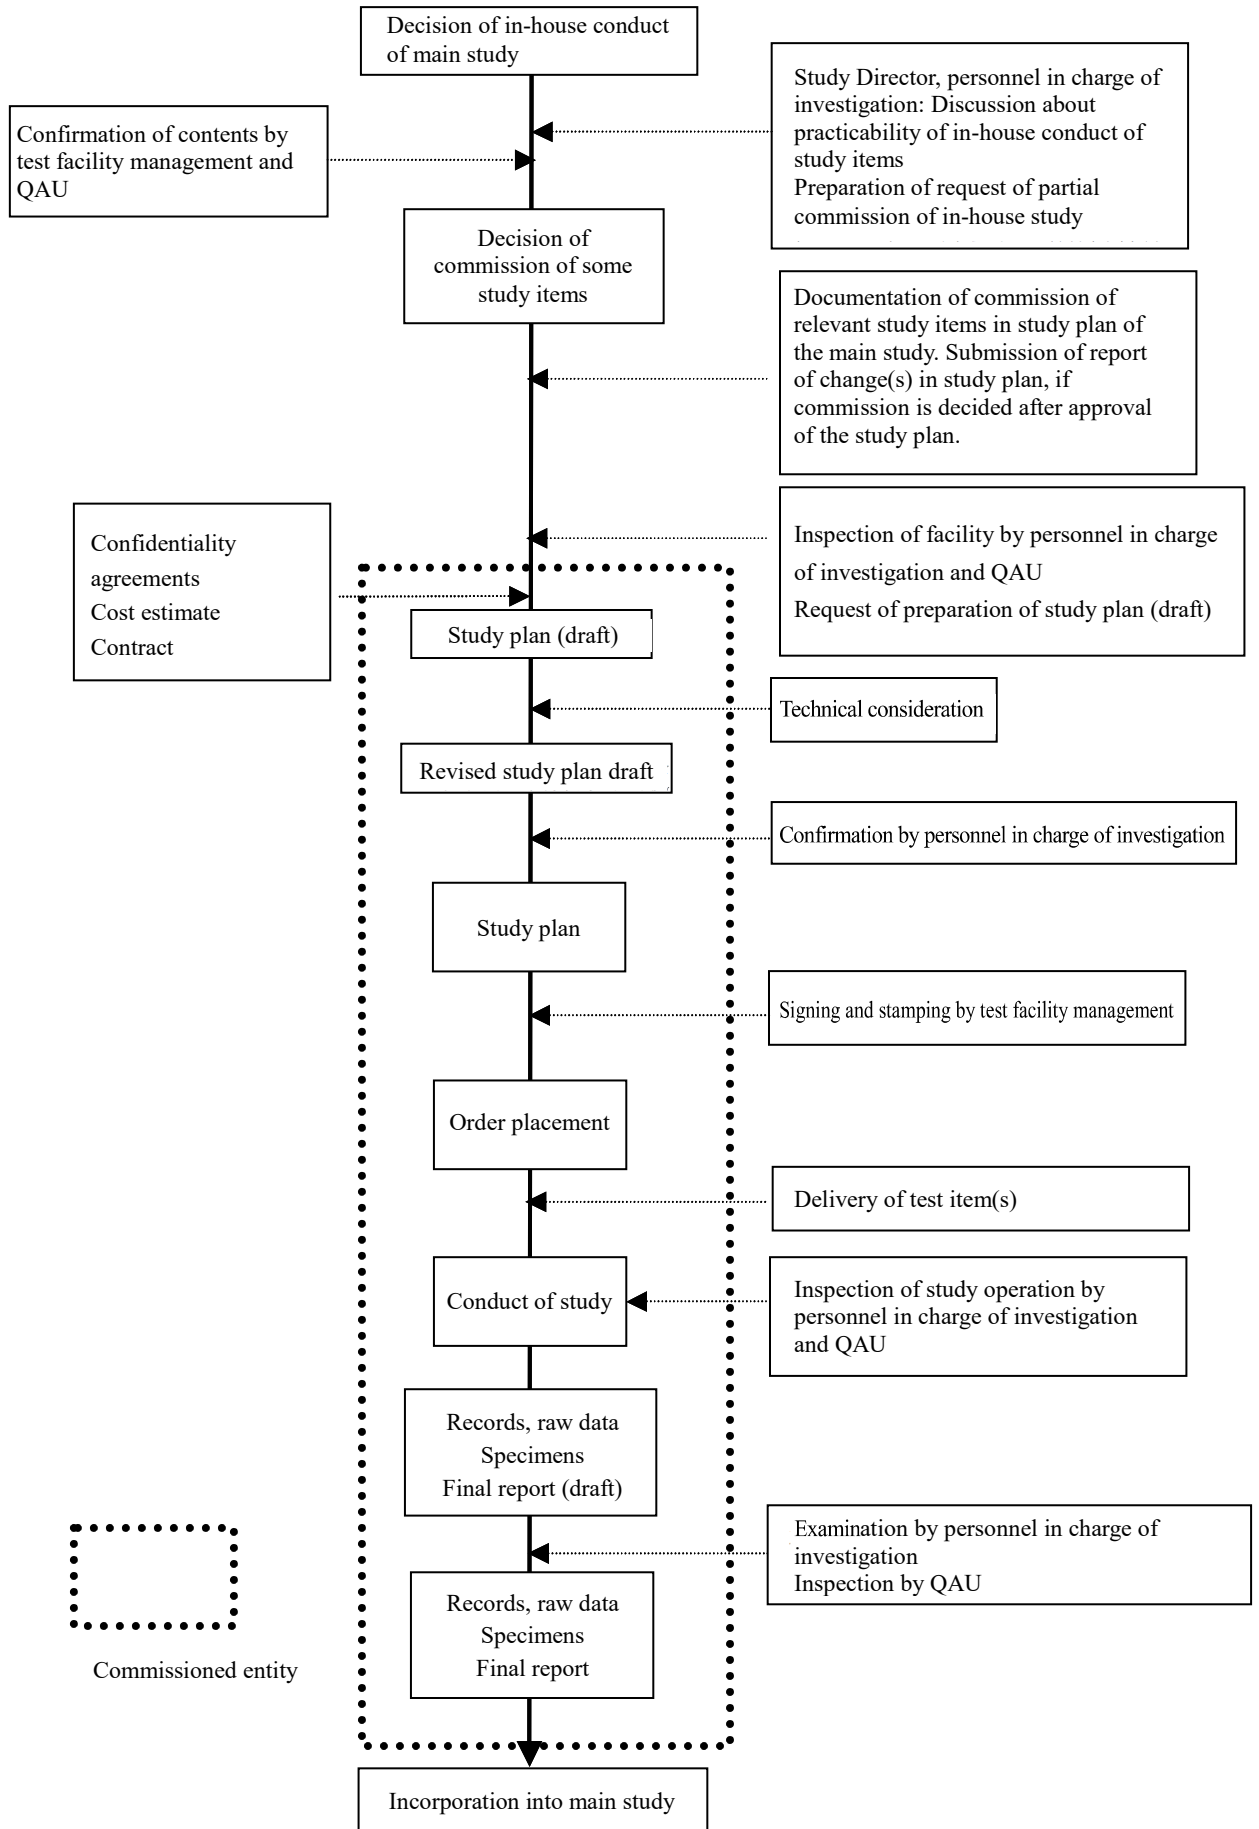 Decision of in-house conduct
of main study
Study Director, personnel in charge of
investigation: Discussion about
practicability of in-house conduct of
study items
Preparation of request of partial
commission of in-house study
Confirmation of contents by
test facility management and
QAU
Decision of
commission of some
study items
Documentation of commission of
relevant study items in study plan of
the main study. Submission of report
of change(s) in study plan, if
commission is decided after approval
of the study plan.
Confidentiality
agreements
Cost estimate
Contract
Inspection of facility by personnel in charge
of investigation and QAU
Request of preparation of study plan (draft)
Study plan (draft)
Technical consideration
Revised study plan draft
Confirmation by personnel in charge of investigation
Study plan
Signing and stamping by test facility management
Order placement
Delivery of test item(s)
Conduct of study
Inspection of study operation by
personnel in charge of investigation
and QAU
Records, raw data
Specimens
Final report (draft)
Examination by personnel in charge of
investigation
Inspection by QAU
Records, raw data
Specimens
Final report
Commissioned entity
Incorporation into main study